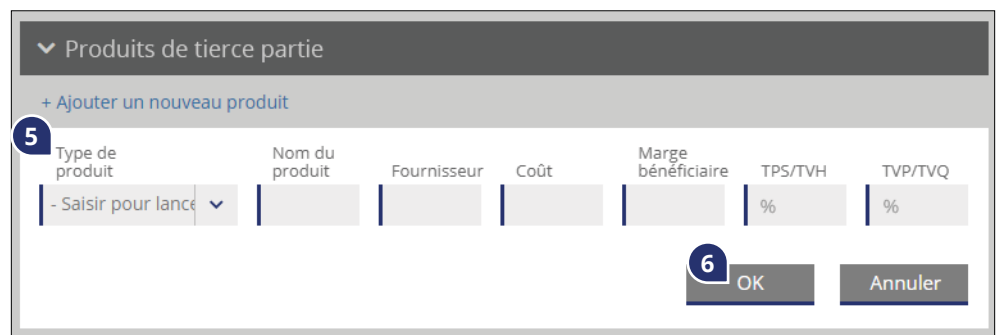 Produits de tierce partie
+ Ajouter un nouveau produit
5
Type de
produit
Nom du
produit
Fournisseur
Coût
Marge
bénéficiaire
TPS/TVH
TVP/TVQ
- Saisir pour lance
%
%
6
OK
Annuler